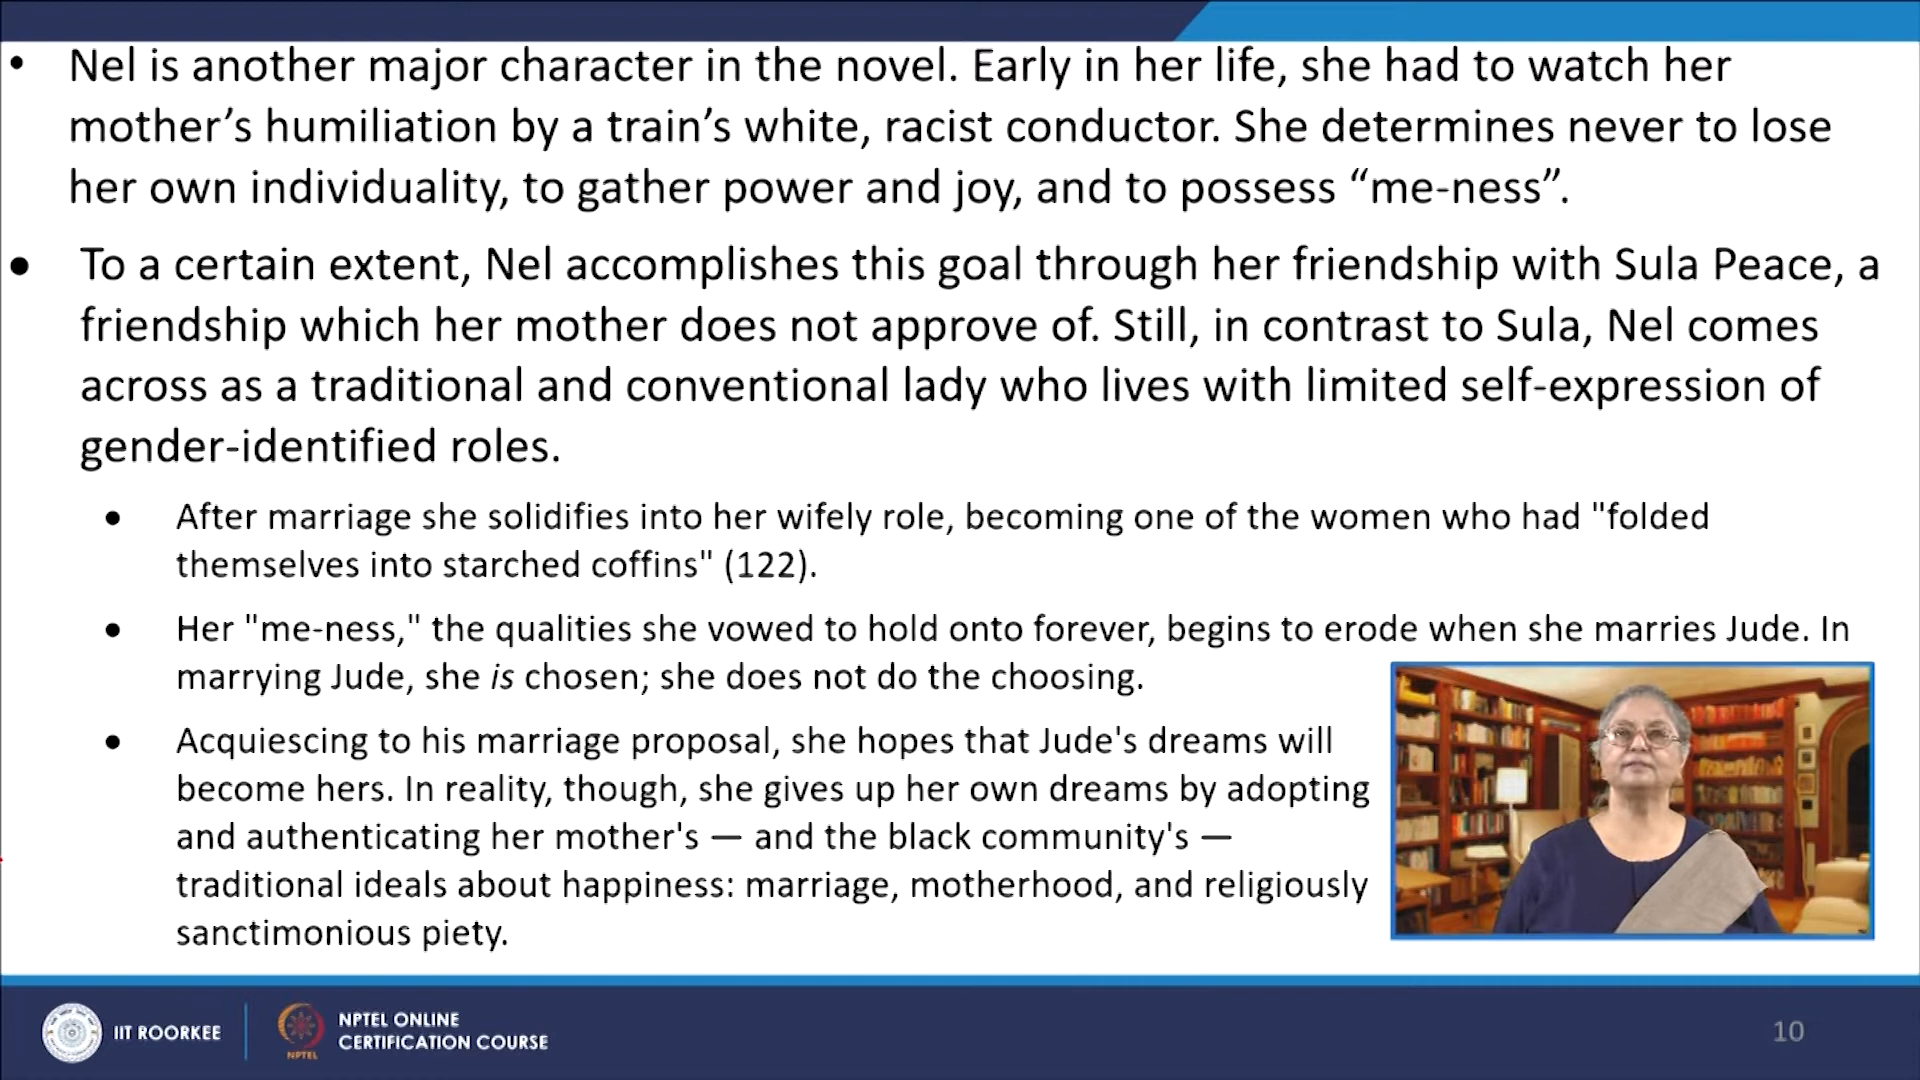 • Nel is another major character in the novel. Early in her life, she had to watch her
mother’s humiliation by a train’s white, racist conductor. She determines never to lose
her own individuality, to gather power and joy, and to possess “me-ness”.
• To a certain extent, Nel accomplishes this goal through her friendship with Sula Peace, a
friendship which her mother does not approve of. Still, in contrast to Sula, Nel comes
across as a traditional and conventional lady who lives with limited self-expression of
gender-identified roles.
• After marriage she solidifies into her wifely role, becoming one of the women who had "folded
themselves into starched coffins" (122).
• Her "me-ness," the qualities she vowed to hold onto forever, begins to erode when she marries Jude. In
marrying Jude, she is chosen; she does not do the choosing.
• Acquiescing to his marriage proposal, she hopes that Jude's dreams will
become hers. In reality, though, she gives up her own dreams by adopting
and authenticating her mother's — and the black community's —
traditional ideals about happiness: marriage, motherhood, and religiously
sanctimonious piety.
IIT ROORKEE
NPTEL
NPTEL ONLINE
CERTIFICATION COURSE
10